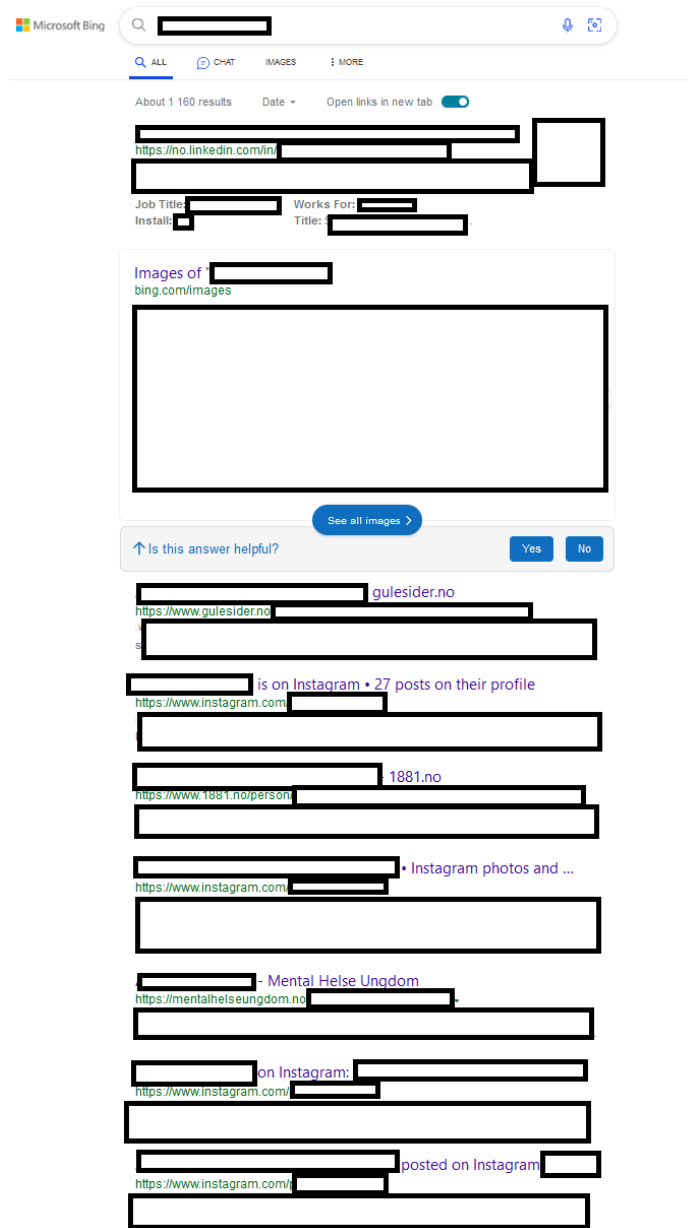 Microsoft Bing
ALL CHAT IMAGES MORE
About 1 160 results Date Open links in new tab
https://no.linkedin.com/in/
Job Title: Works For:
Install: Title:
Images of "
bing.com/images
See all images
Is this answer helpful? Yes No
gulesider.no
https://www.gulesider.no
s
is on Instagram • 27 posts on their profile
https://www.instagram.com/
- 1881.no
https://www.1881.no/person/
• Instagram photos and ...
https://www.instagram.com/
- Mental Helse Ungdom
https://mentalhelseungdom.no
on Instagram:
https://www.instagram.com/
posted on Instagram
https://www.instagram.com/p